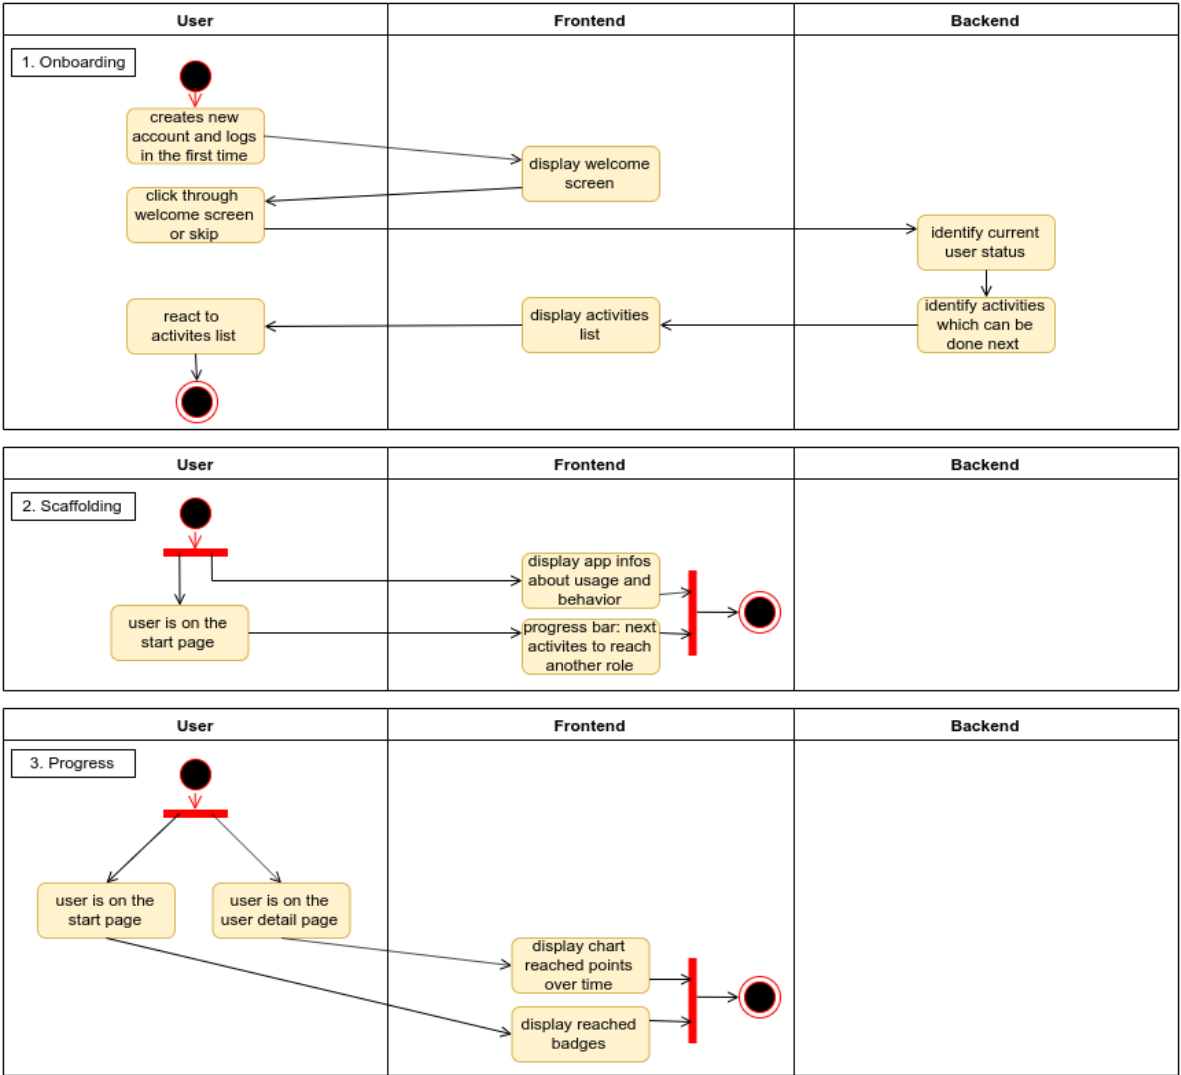 User
Frontend
Backend
1. Onboarding
creates new
account and logs
in the first time
display welcome
screen
click through
welcome screen
or skip
identify current
user status
react to
activites list
display activities
list
identify activities
which can be
done next
User
Frontend
Backend
2. Scaffolding
display app infos
about usage and
behavior
user is on the
start page
progress bar: next
activites to reach
another role
User
Frontend
Backend
3. Progress
user is on the
start page
user is on the
user detail page
display chart
reached points
over time
display reached
badges